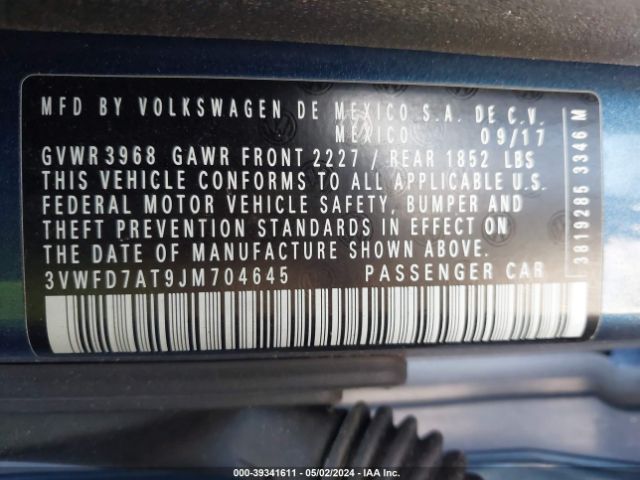 MFD BY VOLKSWAGEN DE MEXICO S.A. DE C.V.
MEXICO 09/17
GVWR 3968 GAWR FRONT 2227 / REAR 1852 LBS
THIS VEHICLE CONFORMS TO ALL APPLICABLE U.S.
FEDERAL MOTOR VEHICLE SAFETY, BUMPER AND
THEFT PREVENTION STANDARDS IN EFFECT ON
THE DATE OF MANUFACTURE SHOWN ABOVE.
3VWFD7AT9JM704645 PASSENGER CAR
3819286 3346 M
000-39341611 - 05/02/2024 - IAA Inc.